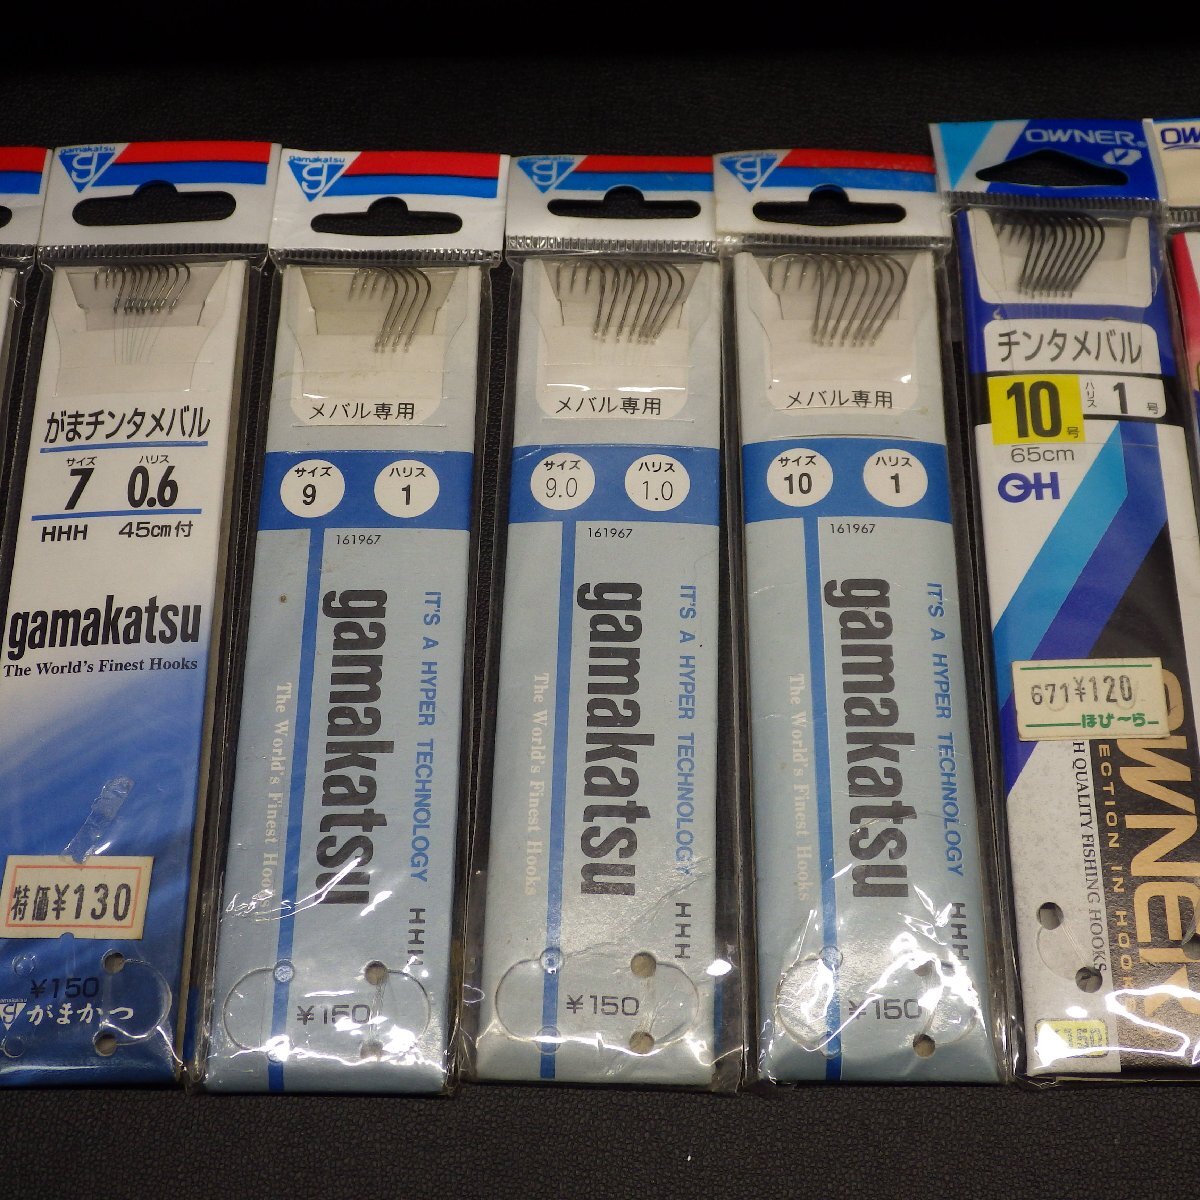 gamakatsu
がまチンタメバル
サイズ ハリス
7 0.6
HHH 45cm付
gamakatsu
The World's Finest Hooks
特価¥130
¥150
がまかつ
gamakatsu
メバル専用
サイズ ハリス
9 1
161967
IT'S A HYPER TECHNOLOGY HHH
gamakatsu
The World's Finest Hooks
¥150
gamakatsu
メバル専用
サイズ ハリス
9.0 1.0
161967
IT'S A HYPER TECHNOLOGY HHH
gamakatsu
The World's Finest Hooks
¥150
gamakatsu
メバル専用
サイズ ハリス
10 1
161967
IT'S A HYPER TECHNOLOGY HHH
gamakatsu
The World's Finest Hooks
¥150
OWNER
チンタメバル
10号 ハリス 1号
65cm
OH
671¥120
ほび〜ら
OWNER
QUALITY FISHING HOOKS